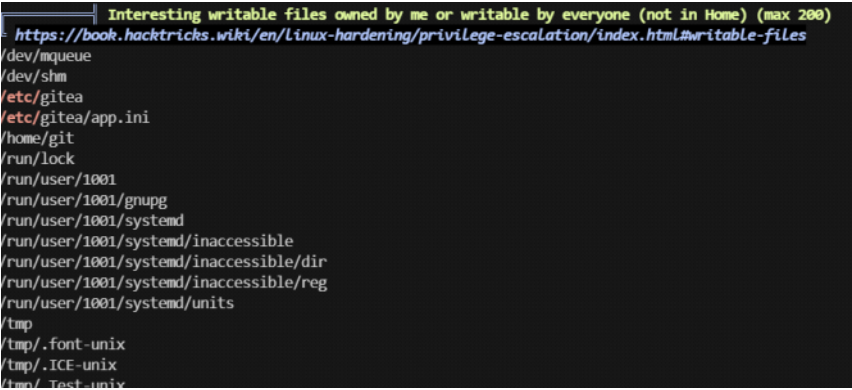 Interesting writable files owned by me or writable by everyone (not in Home) (max 200)
https://book.hacktricks.wiki/en/linux-hardening/privilege-escalation/index.html#writable-files
/dev/mqueue
/dev/shm
/etc/gitea
/etc/gitea/app.ini
/home/git
/run/lock
/run/user/1001
/run/user/1001/gnupg
/run/user/1001/systemd
/run/user/1001/systemd/inaccessible
/run/user/1001/systemd/inaccessible/dir
/run/user/1001/systemd/inaccessible/reg
/run/user/1001/systemd/units
/tmp
/tmp/.font-unix
/tmp/.ICE-unix
/tmp/.Test-unix